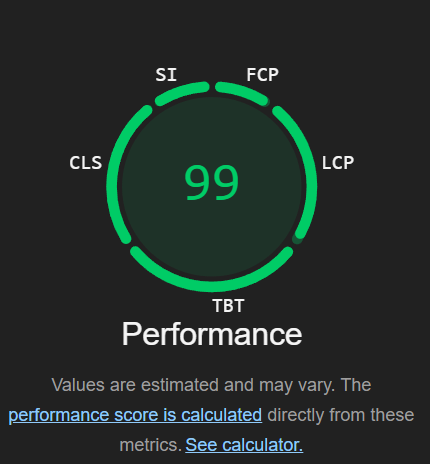 SI FCP
CLS LCP
99
TBT
Performance
Values are estimated and may vary. The
performance score is calculated directly from these
metrics. See calculator.